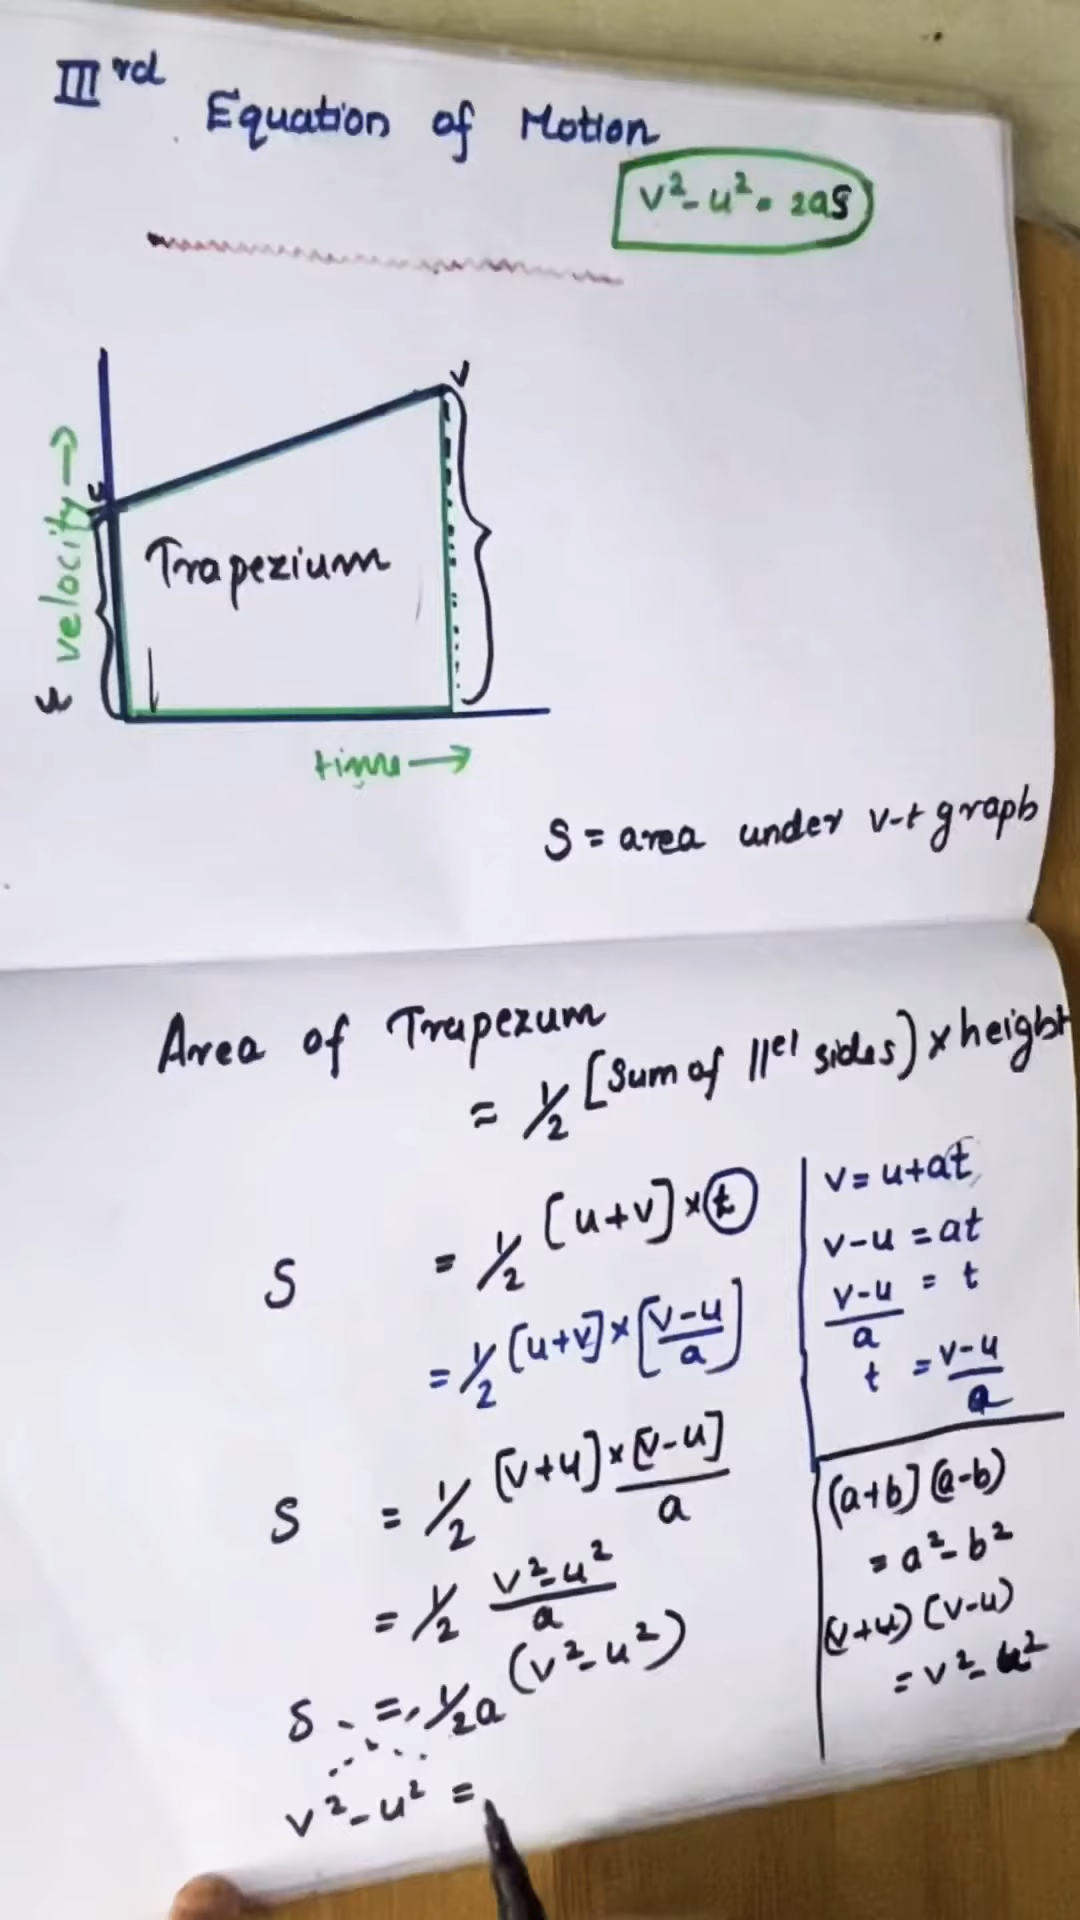 IIIrd
Equation of Motion
v²-u² = 2as
v
u
velocity →
Trapezium
u
time →
S = area under v-t graph
Area of Trapezum
= 1/2 [Sum of ||el sides) × height
S = 1/2 [u+v] × t
= 1/2 [u+v] × [v-u/a]
S = 1/2 [v+u] × [v-u]/a
= 1/2 v²-u²/a
S = 1/2a (v²-u²)
v²-u² =
v = u+at
v-u = at
v-u/a = t
t = v-u/a
(a+b) (a-b)
= a²-b²
(v+u) (v-u)
= v²-u²